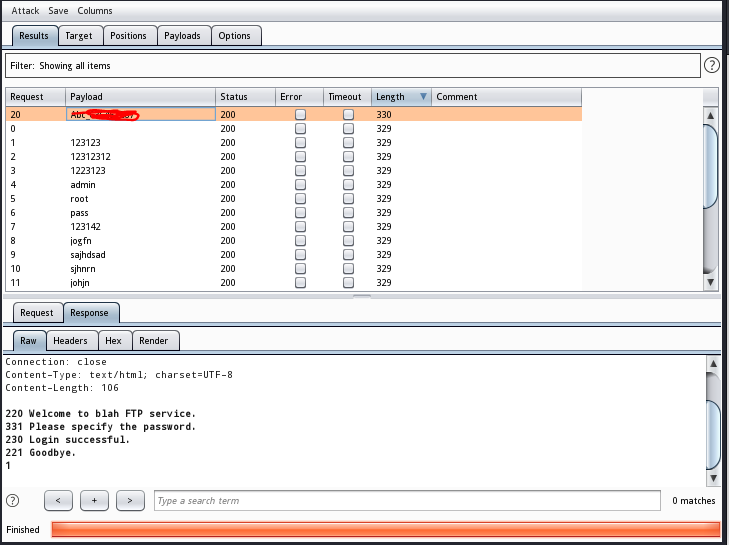 Attack Save Columns
Results Target Positions Payloads Options
Filter: Showing all items ?
Request Payload Status Error Timeout Length Comment
20 200 330
0 200 329
1 123123 200 329
2 12312312 200 329
3 1223123 200 329
4 admin 200 329
5 root 200 329
6 pass 200 329
7 123142 200 329
8 jogfn 200 329
9 sajhdsad 200 329
10 sjhnrn 200 329
11 johjn 200 329
Request Response
Raw Headers Hex Render
Connection: close
Content-Type: text/html; charset=UTF-8
Content-Length: 106
220 Welcome to blah FTP service.
331 Please specify the password.
230 Login successful.
221 Goodbye.
1
? < + > Type a search term 0 matches
Finished